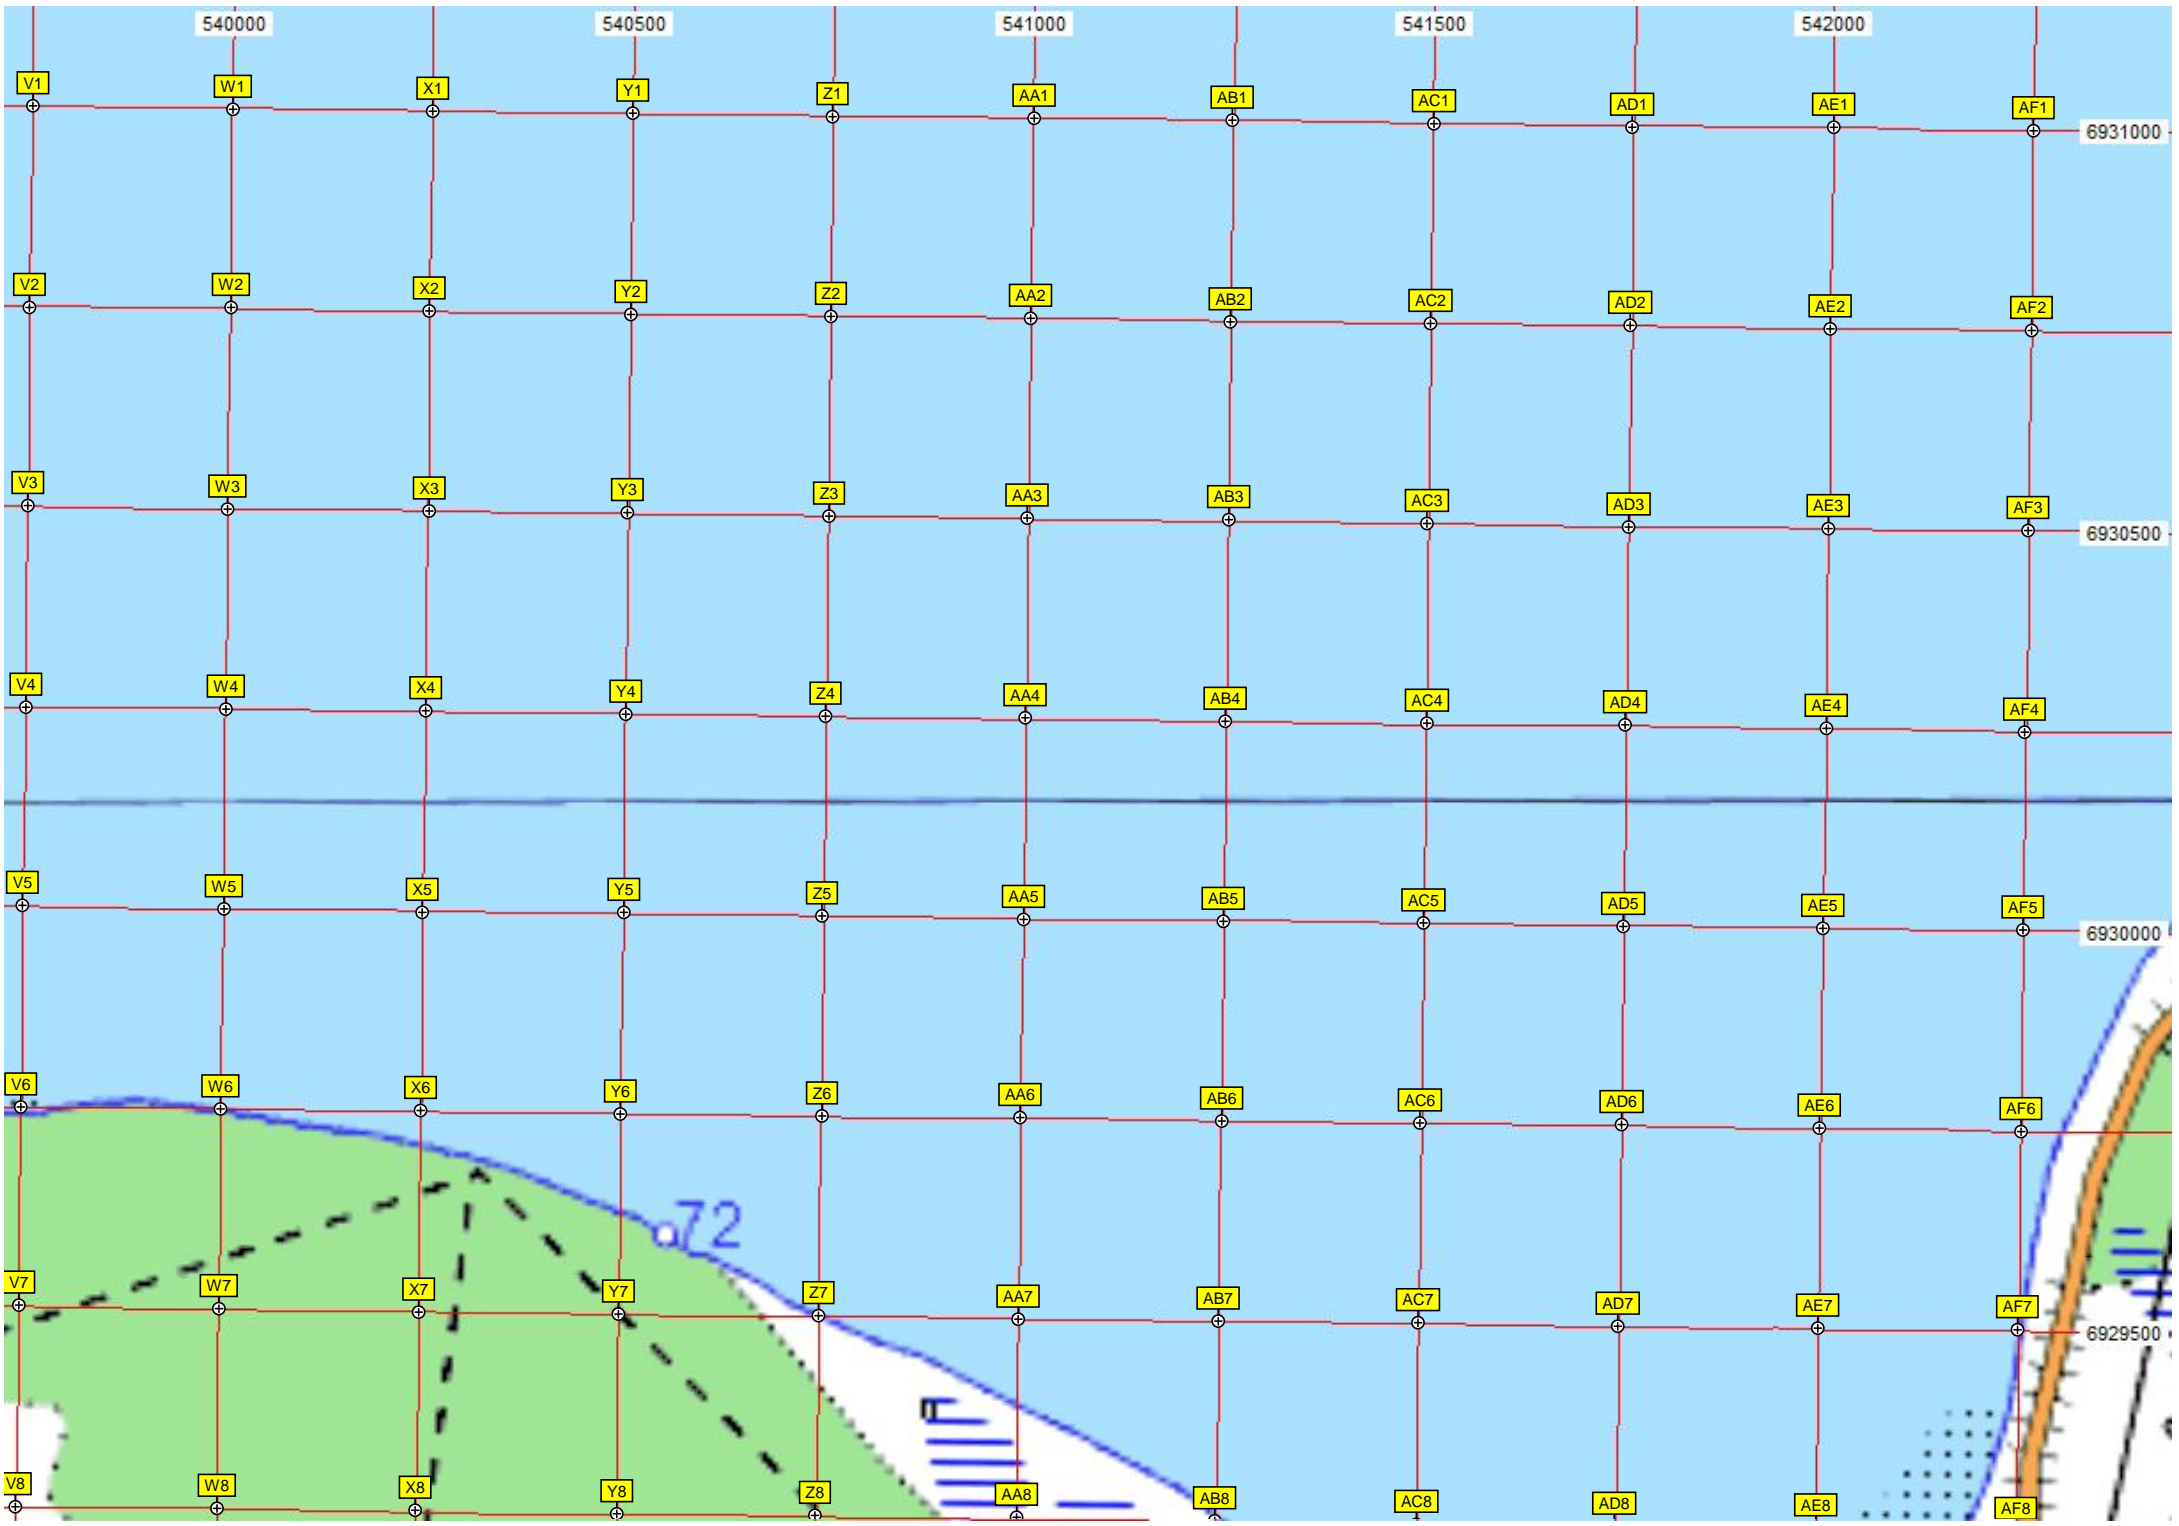 540000 540500 541000 541500 542000
V1 W1 X1 Y1 Z1 AA1 AB1 AC1 AD1 AE1 AF1
6931000
V2 W2 X2 Y2 Z2 AA2 AB2 AC2 AD2 AE2 AF2
V3 W3 X3 Y3 Z3 AA3 AB3 AC3 AD3 AE3 AF3
6930500
V4 W4 X4 Y4 Z4 AA4 AB4 AC4 AD4 AE4 AF4
V5 W5 X5 Y5 Z5 AA5 AB5 AC5 AD5 AE5 AF5
6930000
V6 W6 X6 Y6 Z6 AA6 AB6 AC6 AD6 AE6 AF6
72
V7 W7 X7 Y7 Z7 AA7 AB7 AC7 AD7 AE7 AF7
6929500
V8 W8 X8 Y8 Z8 AA8 AB8 AC8 AD8 AE8 AF8